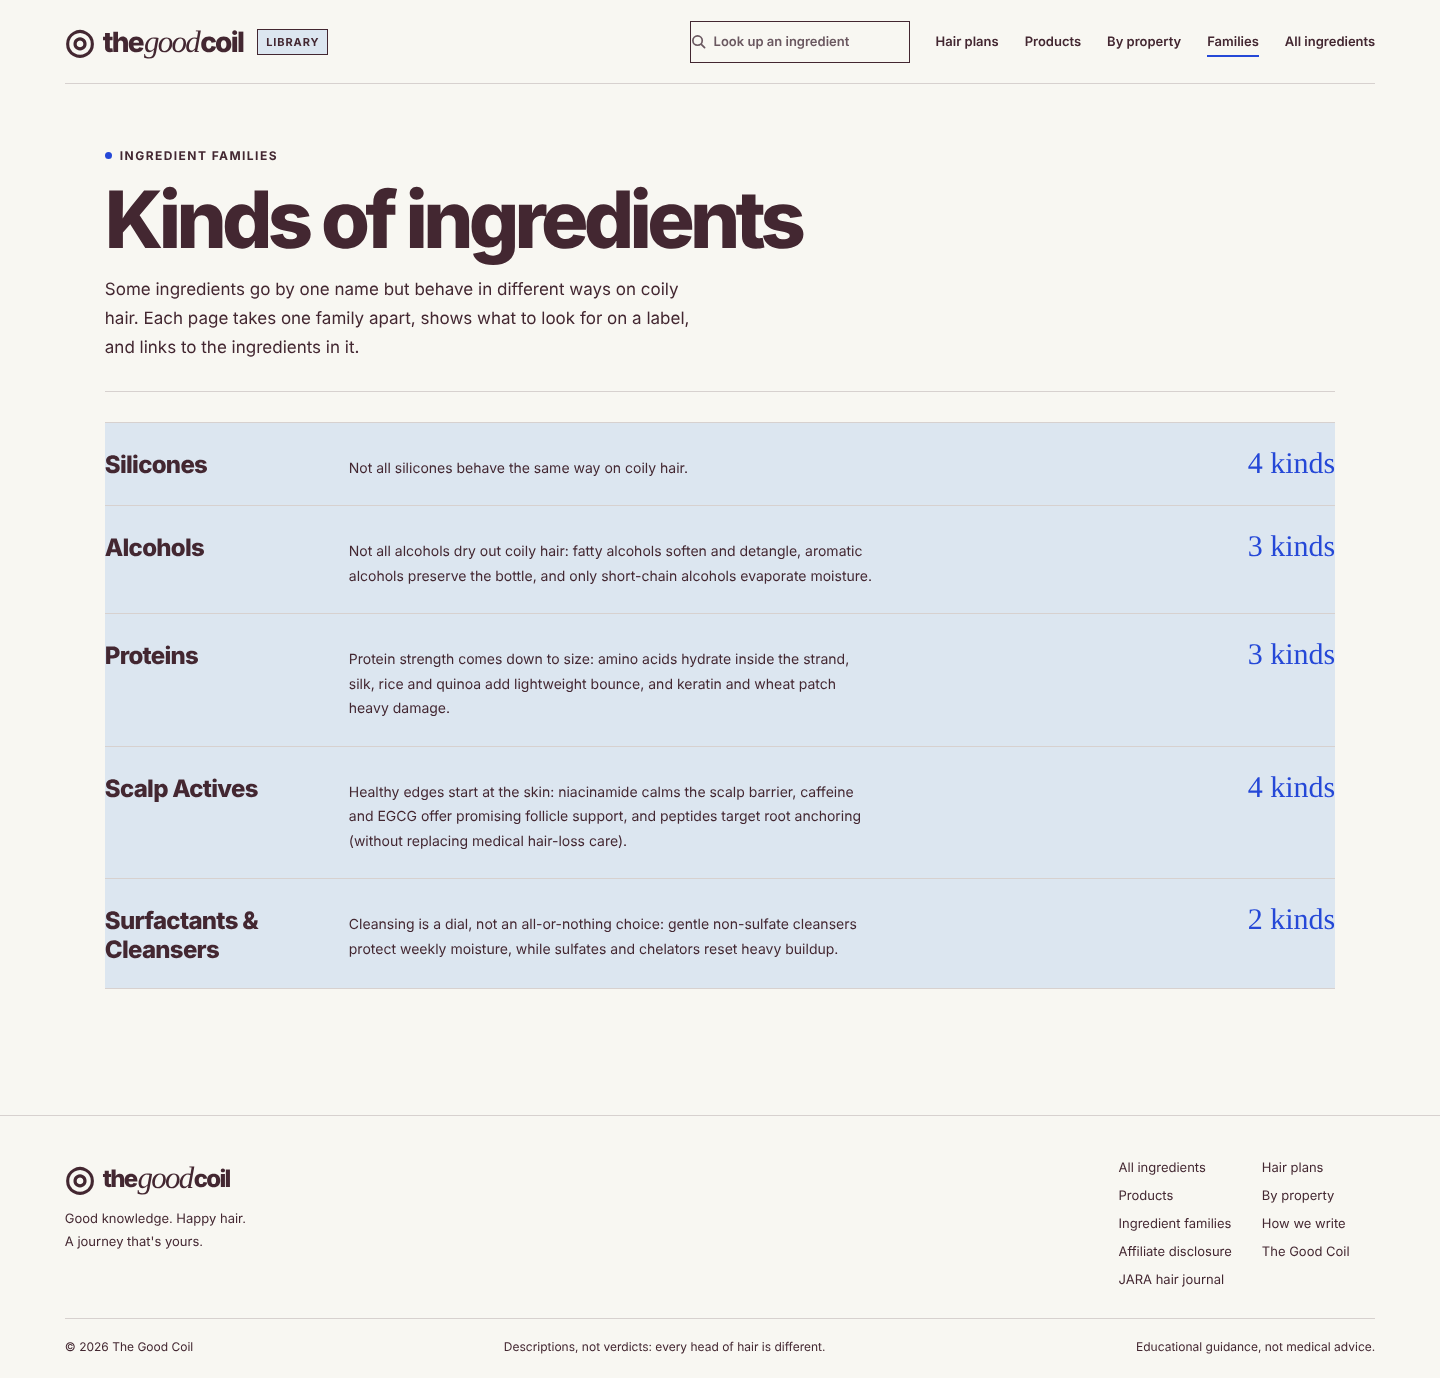 thegoodcoil LIBRARY
Look up an ingredient
Hair plans Products By property Families All ingredients
INGREDIENT FAMILIES
Kinds of ingredients
Some ingredients go by one name but behave in different ways on coily
hair. Each page takes one family apart, shows what to look for on a label,
and links to the ingredients in it.
Silicones
Not all silicones behave the same way on coily hair.
4 kinds
Alcohols
Not all alcohols dry out coily hair: fatty alcohols soften and detangle, aromatic
alcohols preserve the bottle, and only short-chain alcohols evaporate moisture.
3 kinds
Proteins
Protein strength comes down to size: amino acids hydrate inside the strand,
silk, rice and quinoa add lightweight bounce, and keratin and wheat patch
heavy damage.
3 kinds
Scalp Actives
Healthy edges start at the skin: niacinamide calms the scalp barrier, caffeine
and EGCG offer promising follicle support, and peptides target root anchoring
(without replacing medical hair-loss care).
4 kinds
Surfactants &
Cleansers
Cleansing is a dial, not an all-or-nothing choice: gentle non-sulfate cleansers
protect weekly moisture, while sulfates and chelators reset heavy buildup.
2 kinds
thegoodcoil
Good knowledge. Happy hair.
A journey that's yours.
All ingredients
Products
Ingredient families
Affiliate disclosure
JARA hair journal
Hair plans
By property
How we write
The Good Coil
© 2026 The Good Coil
Descriptions, not verdicts: every head of hair is different.
Educational guidance, not medical advice.